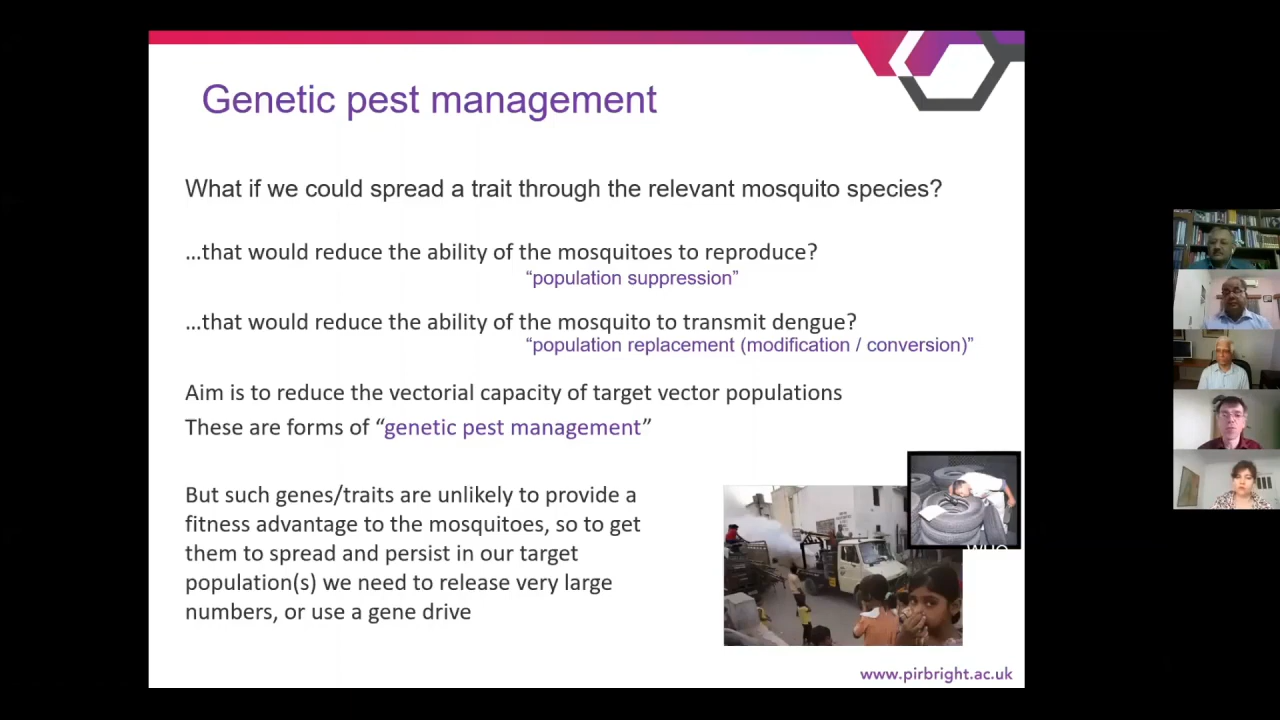 Genetic pest management
What if we could spread a trait through the relevant mosquito species?
…that would reduce the ability of the mosquitoes to reproduce?
“population suppression”
…that would reduce the ability of the mosquito to transmit dengue?
“population replacement (modification / conversion)”
Aim is to reduce the vectorial capacity of target vector populations
These are forms of “genetic pest management”
But such genes/traits are unlikely to provide a
fitness advantage to the mosquitoes, so to get
them to spread and persist in our target
population(s) we need to release very large
numbers, or use a gene drive
WHO
www.pirbright.ac.uk